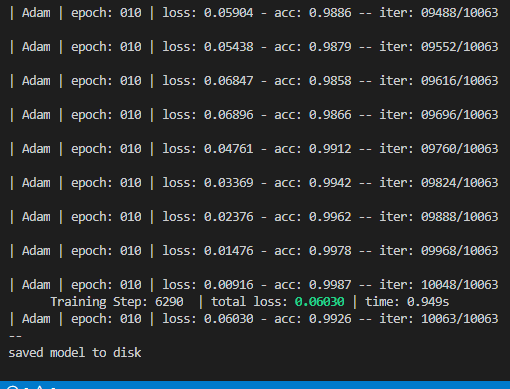 | Adam | epoch: 010 | loss: 0.05904 - acc: 0.9886 -- iter: 09488/10063
| Adam | epoch: 010 | loss: 0.05438 - acc: 0.9879 -- iter: 09552/10063
| Adam | epoch: 010 | loss: 0.06847 - acc: 0.9858 -- iter: 09616/10063
| Adam | epoch: 010 | loss: 0.06896 - acc: 0.9866 -- iter: 09696/10063
| Adam | epoch: 010 | loss: 0.04761 - acc: 0.9912 -- iter: 09760/10063
| Adam | epoch: 010 | loss: 0.03369 - acc: 0.9942 -- iter: 09824/10063
| Adam | epoch: 010 | loss: 0.02376 - acc: 0.9962 -- iter: 09888/10063
| Adam | epoch: 010 | loss: 0.01476 - acc: 0.9978 -- iter: 09968/10063
| Adam | epoch: 010 | loss: 0.00916 - acc: 0.9987 -- iter: 10048/10063
Training Step: 6290  | total loss: 0.06030 | time: 0.949s
| Adam | epoch: 010 | loss: 0.06030 - acc: 0.9926 -- iter: 10063/10063
--
saved model to disk